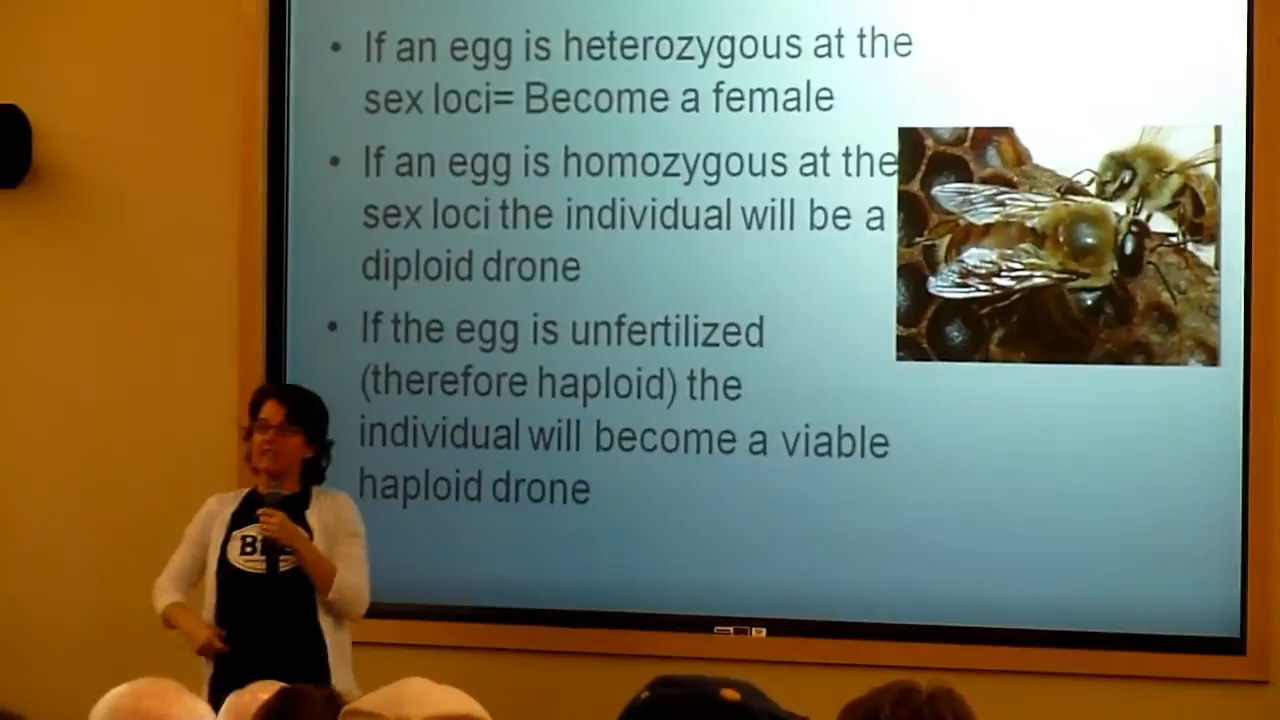 • If an egg is heterozygous at the
sex loci= Become a female
• If an egg is homozygous at the
sex loci the individual will be a
diploid drone
• If the egg is unfertilized
(therefore haploid) the
individual will become a viable
haploid drone